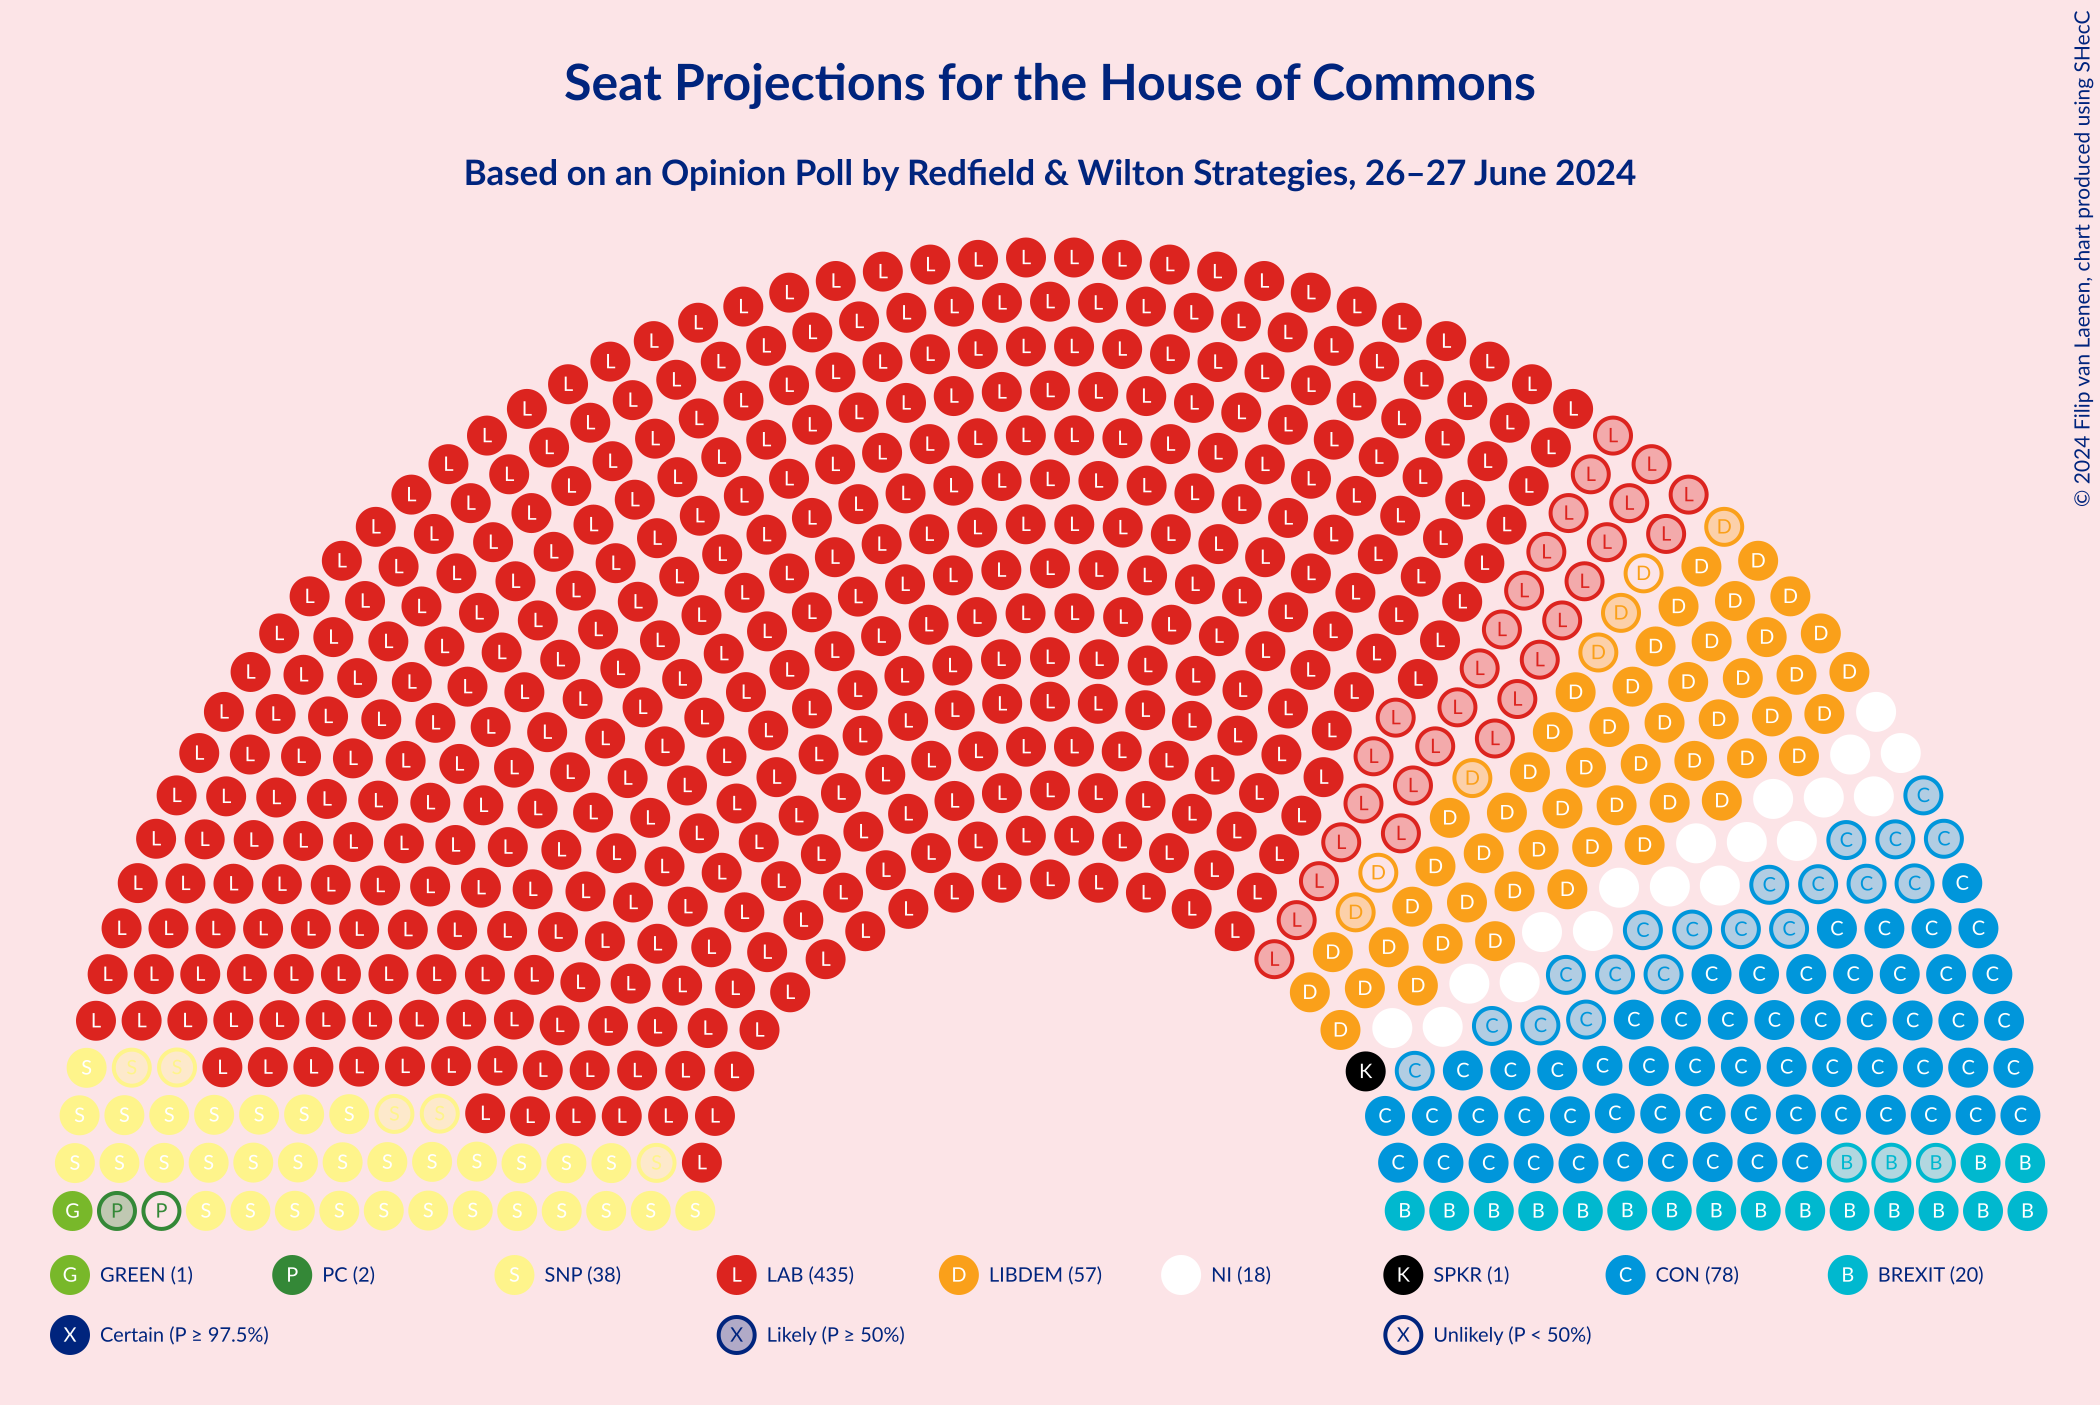 Seat Projections for the House of Commons
Based on an Opinion Poll by Redfield & Wilton Strategies, 26–27 June 2024
© 2024 Filip van Laenen, chart produced using SHecC
G GREEN (1)
P PC (2)
S SNP (38)
L LAB (435)
D LIBDEM (57)
NI (18)
K SPKR (1)
C CON (78)
B BREXIT (20)
X Certain (P ≥ 97.5%)
X Likely (P ≥ 50%)
X Unlikely (P < 50%)